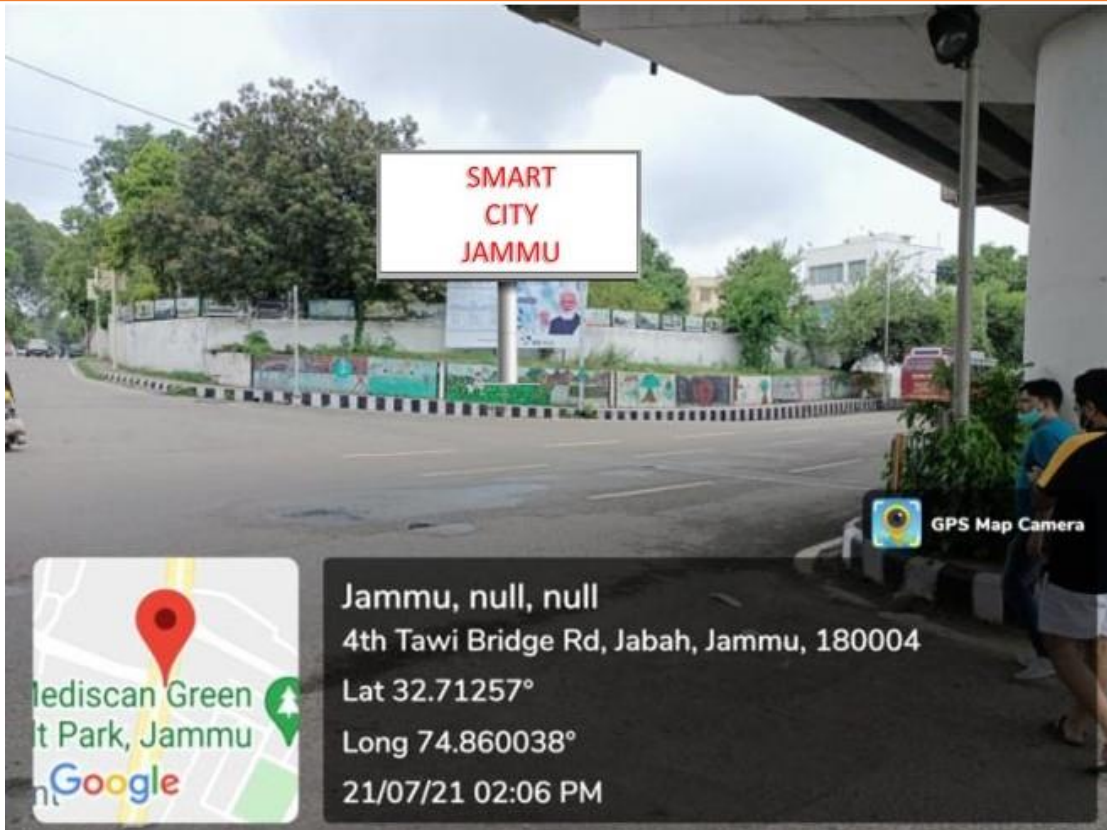 SMART
CITY
JAMMU
GPS Map Camera
Jammu, null, null
4th Tawi Bridge Rd, Jabah, Jammu, 180004
Lat 32.71257°
Long 74.860038°
21/07/21 02:06 PM
lediscan Green
lt Park, Jammu
Google